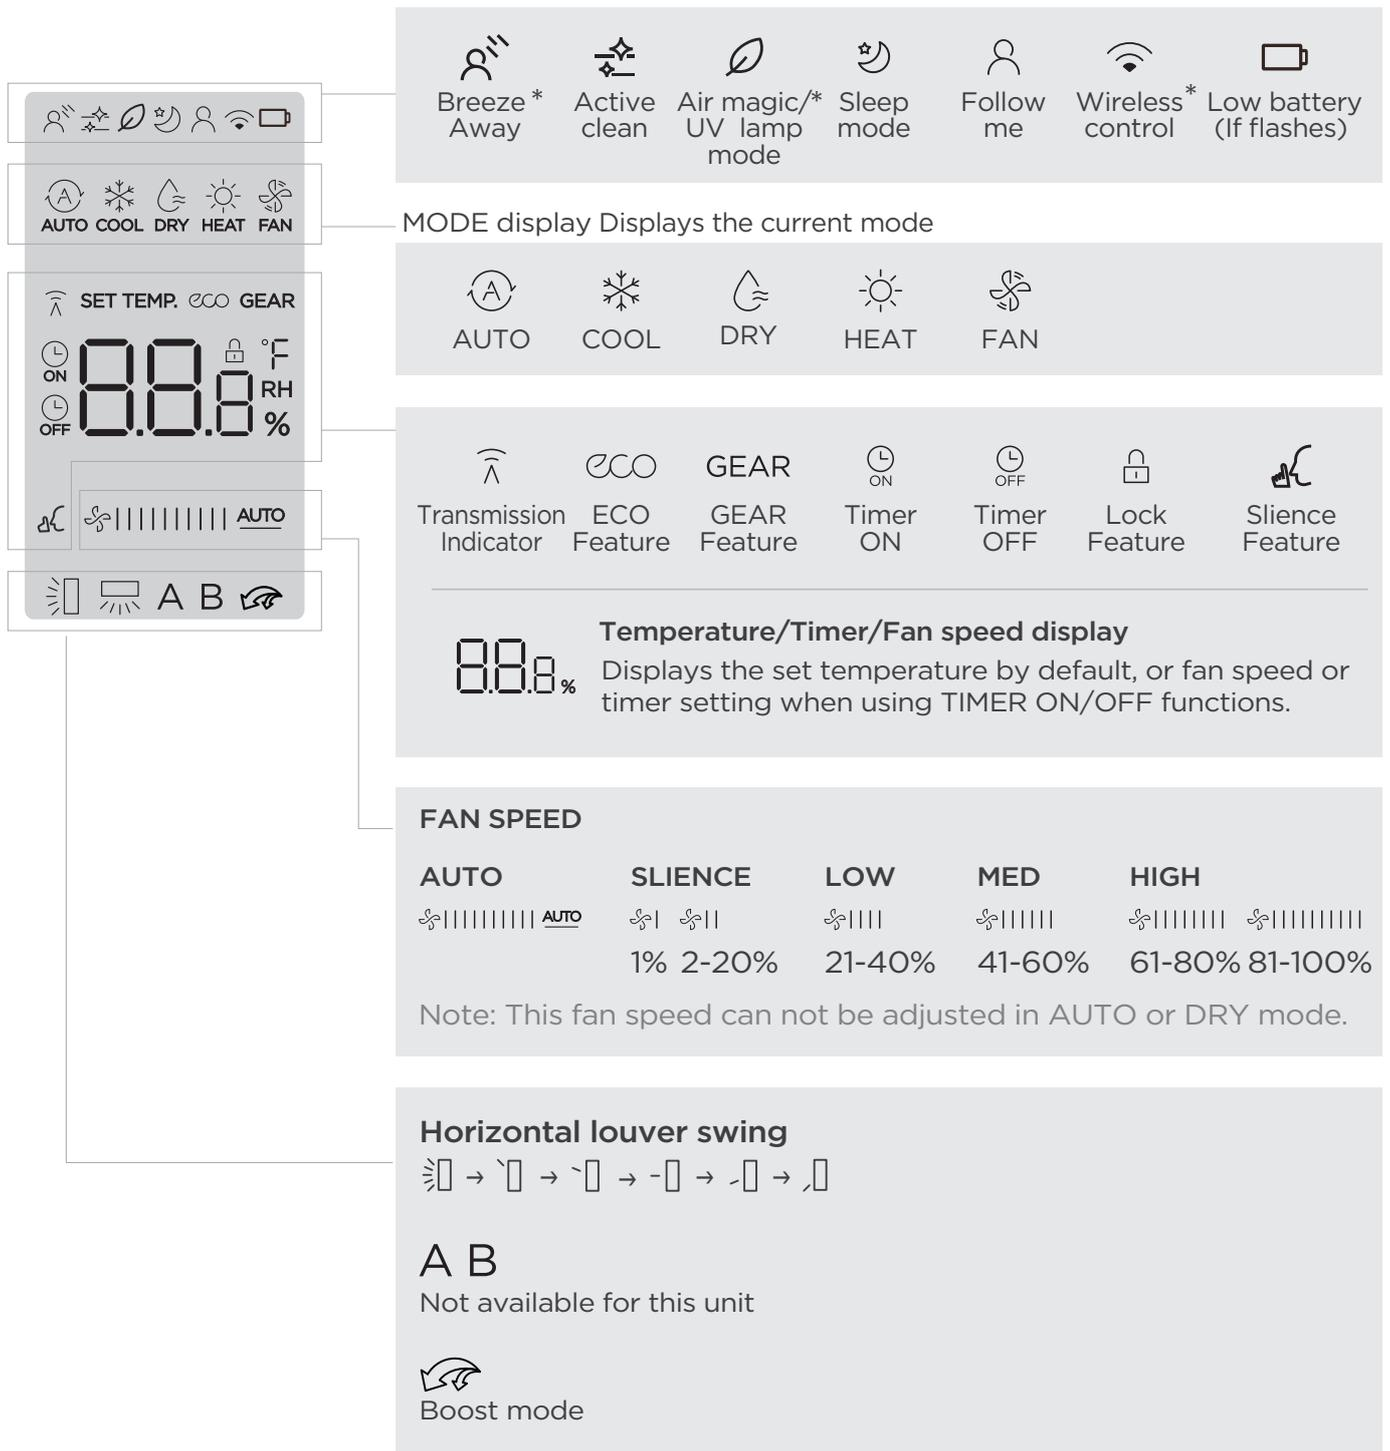 Breeze * Active Air magic/* Sleep Follow Wireless* Low battery
Away clean UV lamp mode me control (If flashes)
mode
AUTO COOL DRY HEAT FAN
MODE display Displays the current mode
AUTO COOL DRY HEAT FAN
SET TEMP. eco GEAR
ON 88.8 °F
RH
OFF %
AUTO
A B
eco GEAR ON OFF
Transmission ECO GEAR Timer Timer Lock Slience
Indicator Feature Feature ON OFF Feature Feature
Temperature/Timer/Fan speed display
88.8% Displays the set temperature by default, or fan speed or
timer setting when using TIMER ON/OFF functions.
FAN SPEED
AUTO SLIENCE LOW MED HIGH
AUTO
1% 2-20% 21-40% 41-60% 61-80% 81-100%
Note: This fan speed can not be adjusted in AUTO or DRY mode.
Horizontal louver swing
A B
Not available for this unit
Boost mode